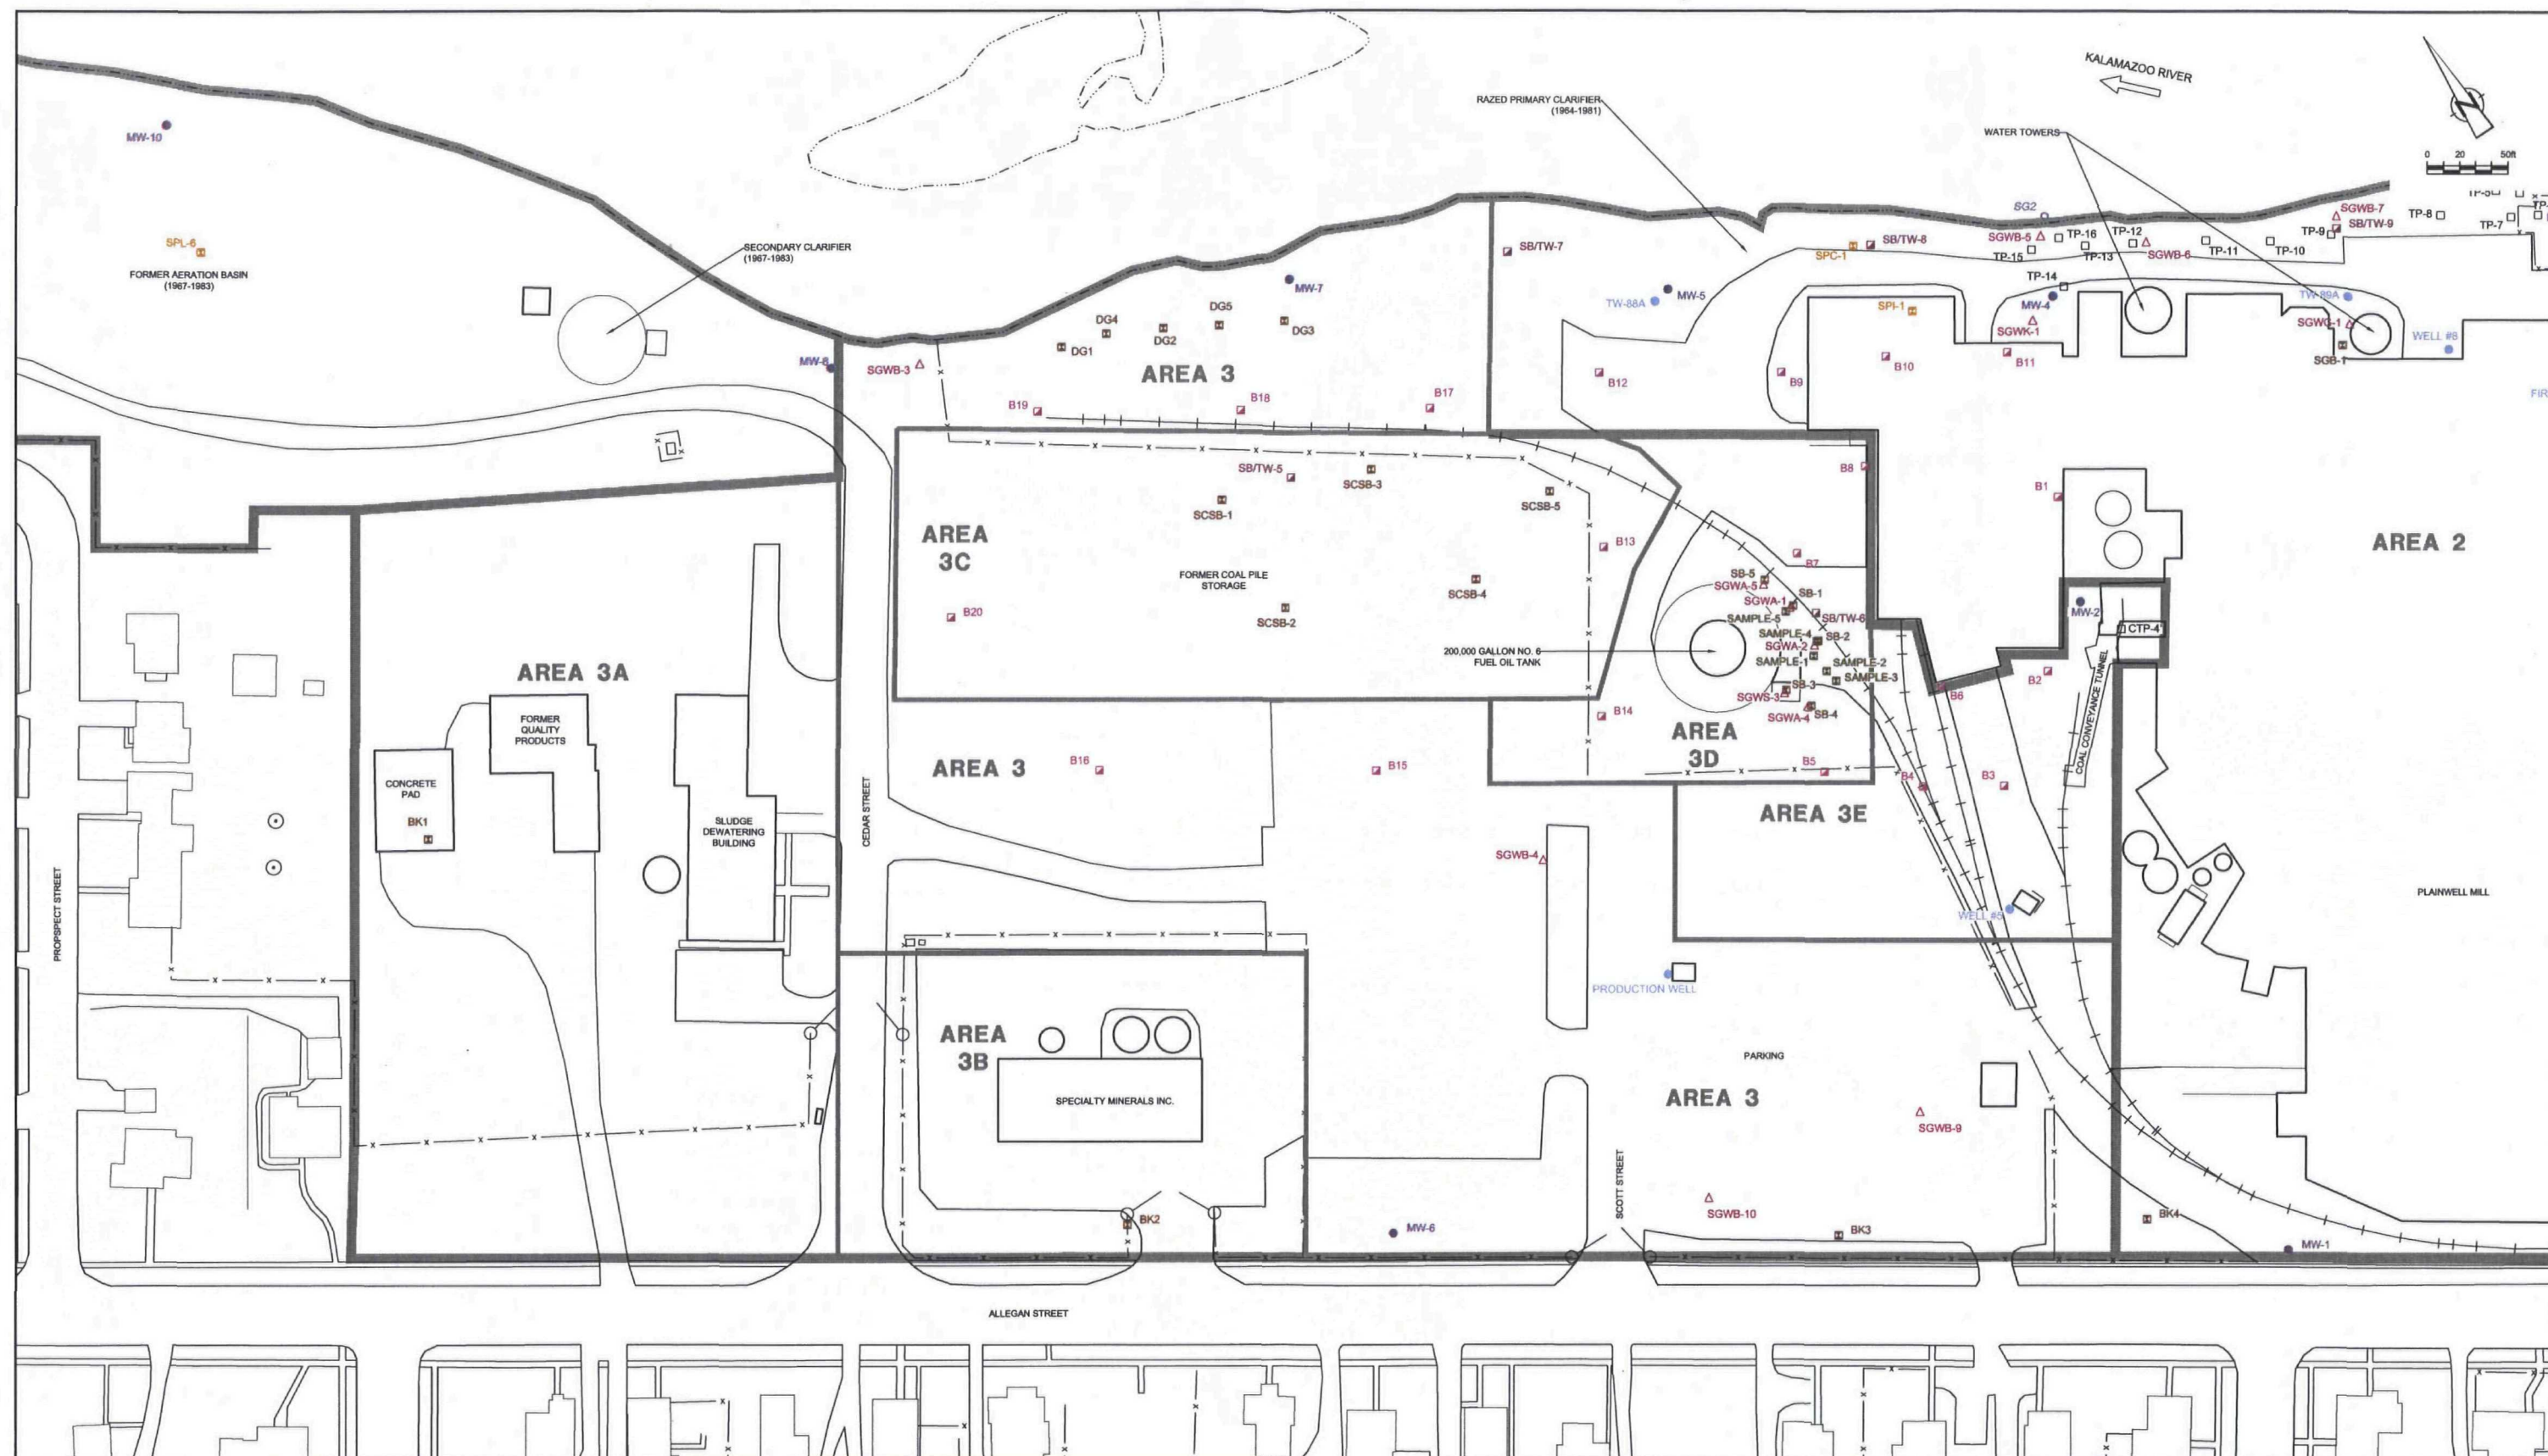 KALAMAZOO RIVER
RAZED PRIMARY CLARIFIER
(1964-1981)
WATER TOWERS
0 20 50ft
MW-10
SPL-6
FORMER AERATION BASIN
(1967-1983)
SECONDARY CLARIFIER
(1967-1983)
MW-8
SGWB-3
DG1
DG4
DG2
DG5
DG3
MW-7
AREA 3
B19
B18
B17
SB/TW-7
TW-88A
MW-5
SPC-1
SB/TW-8
SG2
SGWB-5
TP-16
TP-15
TP-12
TP-13
SGWB-6
TP-11
TP-10
TP-9
SGWB-7
SB/TW-9
TP-8
TP-7
TP-5
TP-14
MW-4
SGWK-1
SPI-1
TW-89A
SGWC-1
SGB-1
WELL #8
FIR
B12
B9
B10
B11
SB/TW-5
SCSB-3
SCSB-1
SCSB-5
B8
B1
AREA
3C
FORMER COAL PILE
STORAGE
B13
B7
AREA 2
B20
SCSB-2
SCSB-4
SB-5
SGWA-5
SB-1
SGWA-1
SAMPLE-5
SB/TW-6
SAMPLE-4
SB-2
SGWA-2
SAMPLE-1
SAMPLE-2
SAMPLE-3
SB-3
SGWS-3
SGWA-4
SB-4
200,000 GALLON NO. 6
FUEL OIL TANK
MW-2
CTP-4
COAL CONVEYANCE TUNNEL
B2
B6
AREA 3A
FORMER
QUALITY
PRODUCTS
CONCRETE
PAD
BK1
SLUDGE
DEWATERING
BUILDING
CEDAR STREET
AREA 3
B16
B15
B14
AREA
3D
B5
B4
B3
AREA 3E
SGWB-4
WELL #5
PLAINWELL MILL
PROPSPECT STREET
PRODUCTION WELL
AREA
3B
SPECIALTY MINERALS INC.
PARKING
AREA 3
SGWB-9
SGWB-10
SCOTT STREET
BK2
MW-6
BK3
BK4
MW-1
ALLEGAN STREET